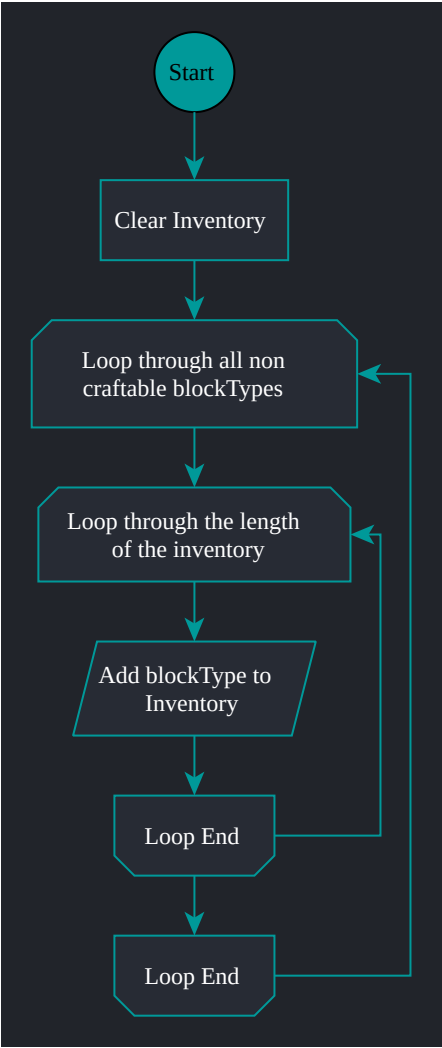 Start
Clear Inventory
Loop through all non
craftable blockTypes
Loop through the length
of the inventory
Add blockType to
Inventory
Loop End
Loop End